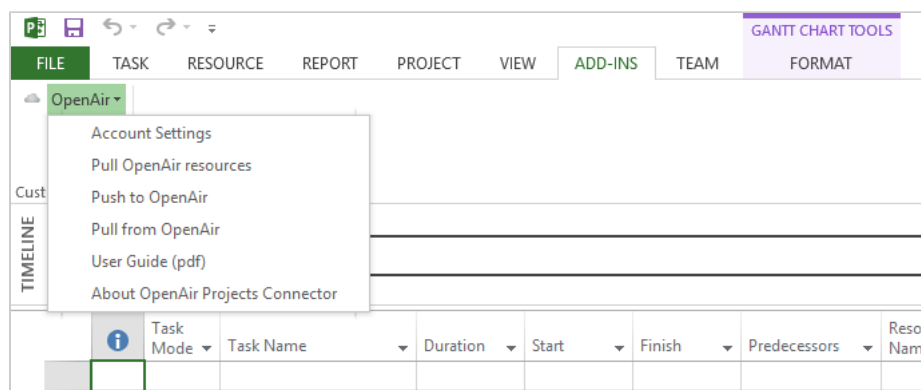 GANTT CHART TOOLS
FILE TASK RESOURCE REPORT PROJECT VIEW ADD-INS TEAM FORMAT
OpenAir
Account Settings
Pull OpenAir resources
Push to OpenAir
Pull from OpenAir
User Guide (pdf)
About OpenAir Projects Connector
Cust
TIMELINE
Task Mode
Task Name
Duration
Start
Finish
Predecessors
Reso
Nam